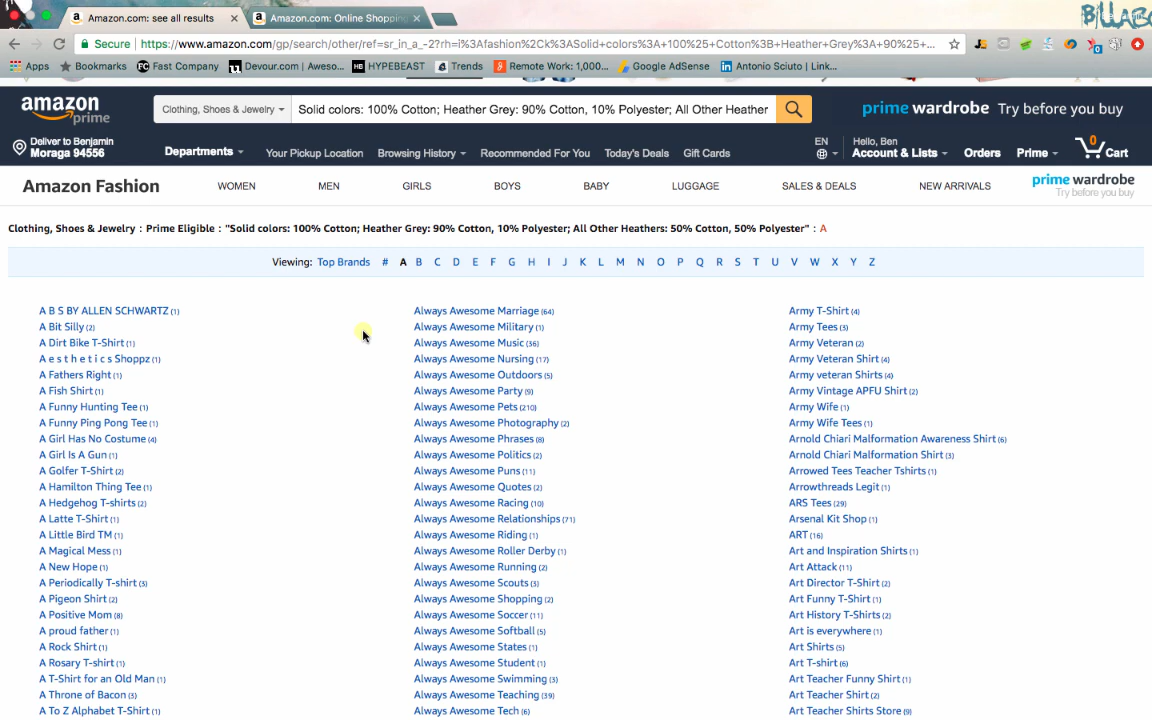 BILLABO
Amazon.com: see all results
Amazon.com: Online Shopping
Secure https://www.amazon.com/gp/search/other/ref=sr_in_a_-2?rh=i%3Afashion%2Ck%3ASolid+colors%3A+100%25+Cotton%3B+Heather+Grey%3A+90%25+...
Apps Bookmarks Fast Company Devour.com | Aweso... HYPEBEAST Trends Remote Work: 1,000... Google AdSense Antonio Sciuto | Link...
amazon prime
Clothing, Shoes & Jewelry
Solid colors: 100% Cotton; Heather Grey: 90% Cotton, 10% Polyester; All Other Heather
prime wardrobe Try before you buy
Deliver to Benjamin
Moraga 94556
Departments Your Pickup Location Browsing History Recommended For You Today's Deals Gift Cards
EN
Hello, Ben
Account & Lists
Orders Prime 0 Cart
Amazon Fashion WOMEN MEN GIRLS BOYS BABY LUGGAGE SALES & DEALS NEW ARRIVALS
prime wardrobe
Try before you buy
Clothing, Shoes & Jewelry : Prime Eligible : "Solid colors: 100% Cotton; Heather Grey: 90% Cotton, 10% Polyester; All Other Heathers: 50% Cotton, 50% Polyester" : A
Viewing: Top Brands # A B C D E F G H I J K L M N O P Q R S T U V W X Y Z
A B S BY ALLEN SCHWARTZ (1)
A Bit Silly (2)
A Dirt Bike T-Shirt (1)
A e s t h e t i c s Shoppz (1)
A Fathers Right (1)
A Fish Shirt (1)
A Funny Hunting Tee (1)
A Funny Ping Pong Tee (1)
A Girl Has No Costume (4)
A Girl Is A Gun (1)
A Golfer T-Shirt (2)
A Hamilton Thing Tee (1)
A Hedgehog T-shirts (2)
A Latte T-Shirt (1)
A Little Bird TM (1)
A Magical Mess (1)
A New Hope (1)
A Periodically T-shirt (3)
A Pigeon Shirt (2)
A Positive Mom (8)
A proud father (1)
A Rock Shirt (1)
A Rosary T-shirt (1)
A T-Shirt for an Old Man (1)
A Throne of Bacon (3)
A To Z Alphabet T-Shirt (1)
Always Awesome Marriage (64)
Always Awesome Military (1)
Always Awesome Music (36)
Always Awesome Nursing (17)
Always Awesome Outdoors (5)
Always Awesome Party (9)
Always Awesome Pets (210)
Always Awesome Photography (2)
Always Awesome Phrases (8)
Always Awesome Politics (2)
Always Awesome Puns (11)
Always Awesome Quotes (2)
Always Awesome Racing (10)
Always Awesome Relationships (71)
Always Awesome Riding (1)
Always Awesome Roller Derby (1)
Always Awesome Running (2)
Always Awesome Scouts (3)
Always Awesome Shopping (2)
Always Awesome Soccer (11)
Always Awesome Softball (5)
Always Awesome States (1)
Always Awesome Student (1)
Always Awesome Swimming (3)
Always Awesome Teaching (39)
Always Awesome Tech (6)
Army T-Shirt (4)
Army Tees (3)
Army Veteran (2)
Army Veteran Shirt (4)
Army veteran Shirts (4)
Army Vintage APFU Shirt (2)
Army Wife (1)
Army Wife Tees (1)
Arnold Chiari Malformation Awareness Shirt (6)
Arnold Chiari Malformation Shirt (3)
Arrowed Tees Teacher Tshirts (1)
Arrowthreads Legit (1)
ARS Tees (29)
Arsenal Kit Shop (1)
ART (16)
Art and Inspiration Shirts (1)
Art Attack (11)
Art Director T-Shirt (2)
Art Funny T-Shirt (1)
Art History T-Shirts (2)
Art is everywhere (1)
Art Shirts (5)
Art T-shirt (6)
Art Teacher Funny Shirt (1)
Art Teacher Shirt (2)
Art Teacher Shirts Store (9)